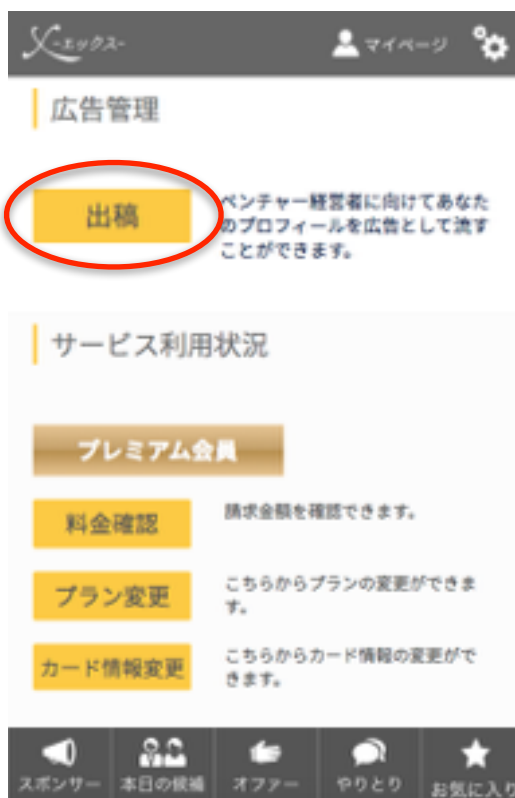 X-エックス-
マイページ
広告管理
出稿
ベンチャー経営者に向けてあなた
のプロフィールを広告として流す
ことができます。
サービス利用状況
プレミアム会員
料金確認
請求金額を確認できます。
プラン変更
こちらからプランの変更ができま
す。
カード情報変更
こちらからカード情報の変更がで
きます。
スポンサー
本日の候補
オファー
やりとり
お気に入り